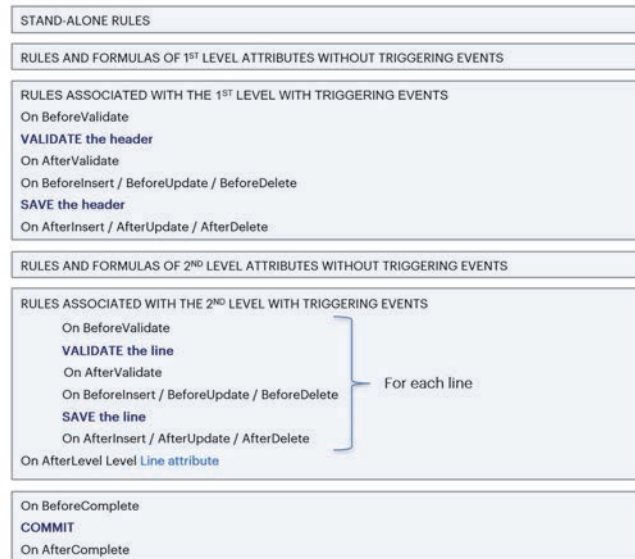 STAND-ALONE RULES
RULES AND FORMULAS OF 1ST LEVEL ATTRIBUTES WITHOUT TRIGGERING EVENTS
RULES ASSOCIATED WITH THE 1ST LEVEL WITH TRIGGERING EVENTS
On BeforeValidate
VALIDATE the header
On AfterValidate
On BeforeInsert / BeforeUpdate / BeforeDelete
SAVE the header
On AfterInsert / AfterUpdate / AfterDelete
RULES AND FORMULAS OF 2ND LEVEL ATTRIBUTES WITHOUT TRIGGERING EVENTS
RULES ASSOCIATED WITH THE 2ND LEVEL WITH TRIGGERING EVENTS
On BeforeValidate
VALIDATE the line
On AfterValidate
On BeforeInsert / BeforeUpdate / BeforeDelete
SAVE the line
On AfterInsert / AfterUpdate / AfterDelete
For each line
On AfterLevel Level Line attribute
On BeforeComplete
COMMIT
On AfterComplete